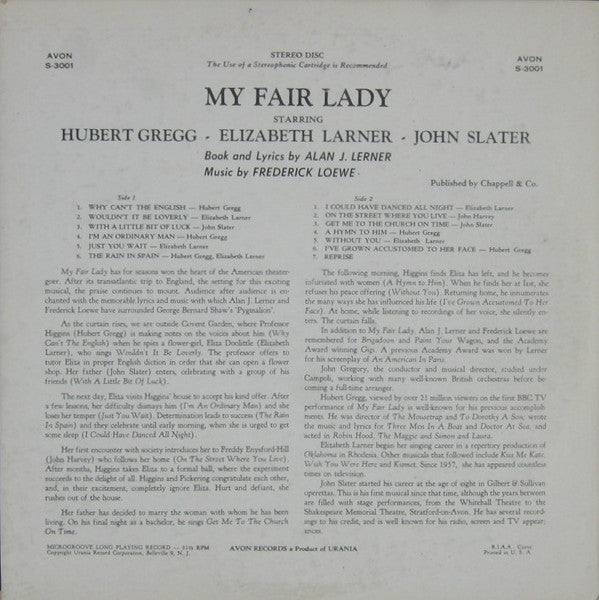 AVON
S-3001
STEREO DISC
The Use of a Stereophonic Cartridge is Recommended
AVON
S-3001
MY FAIR LADY
STARRING
HUBERT GREGG - ELIZABETH LARNER - JOHN SLATER
Book and Lyrics by ALAN J. LERNER
Music by FREDERICK LOEWE
Published by Chappell & Co.
Side 1
1. WHY CAN'T THE ENGLISH — Hubert Gregg
2. WOULDN'T IT BE LOVERLY — Elizabeth Larner
3. WITH A LITTLE BIT OF LUCK — John Slater
4. I'M AN ORDINARY MAN — Hubert Gregg
5. JUST YOU WAIT — Elizabeth Larner
6. THE RAIN IN SPAIN — Hubert Gregg, Elizabeth Larner
Side 2
1. I COULD HAVE DANCED ALL NIGHT — Elizabeth Larner
2. ON THE STREET WHERE YOU LIVE — John Harvey
3. GET ME TO THE CHURCH ON TIME — John Slater
4. A HYMN TO HIM — Hubert Gregg
5. WITHOUT YOU — Elizabeth Larner
6. I'VE GROWN ACCUSTOMED TO HER FACE — Hubert Gregg
7. REPRISE
My Fair Lady has for seasons won the heart of the American theater-
goer. After its transatlantic trip to England, the setting for this exciting
musical, the praise continues to mount. Audience after audience is en-
chanted with the memorable lyrics and music with which Alan J. Lerner and
Frederick Loewe have surrounded George Bernard Shaw's 'Pygmalion'.
As the curtain rises, we are outside Covent Garden, where Professor
Higgins (Hubert Gregg) is making notes on the voices about him (Why
Can't The English) when he spies a flower-girl, Eliza Doolittle (Elizabeth
Larner), who sings Wouldn't It Be Loverly. The professor offers to
tutor Eliza in proper English diction in order that she can open a flower
shop. Her father (John Slater) enters, celebrating with a group of his
friends (With A Little Bit Of Luck).
The next day, Eliza visits Higgins' house to accept his kind offer. After
a few lessons, her difficulty dismays him (I'm An Ordinary Man) and she
loses her temper (Just You Wait). Determination leads to success (The Rain
In Spain) and they celebrate until early morning, when she is urged to get
some sleep (I Could Have Danced All Night).
Her first encounter with society introduces her to Freddy Enysford-Hill
(John Harvey) who follows her home (On The Street Where You Live).
After months, Higgins takes Eliza to a formal ball, where the experiment
succeeds to the delight of all. Higgins and Pickering congratulate each other,
and, in their excitement, completely ignore Eliza. Hurt and defiant, she
rushes out of the house.
Her father has decided to marry the woman with whom he has been
living. On his final night as a bachelor, he sings Get Me To The Church
On Time.
The following morning, Higgins finds Eliza has left, and he becomes
infuriated with women (A Hymn to Him). When he finds her at last, she
refuses his peace offering (Without You). Returning home, he innumerates
the many ways she has influenced his life (I've Grown Accustomed To Her
Face). At home, while listening to recordings of her voice, she silently en-
ters. The curtain falls.
In addition to My Fair Lady, Alan J. Lerner and Frederick Loewe are
remembered for Brigadoon and Paint Your Wagon, and the Academy
Award winning Gigi. A previous Academy Award was won by Lerner
for his screenplay of An American In Paris.
John Gregory, the conductor and musical director, studied under
Campoli, working with many well-known British orchestras before be-
coming a full-time arranger.
Hubert Gregg, viewed by over 21 million viewers on the first BBC TV
performance of My Fair Lady is well-known for his previous accomplish-
ments. He was director of The Mousetrap and To Dorothy A Son; wrote
the music and lyrics for Three Men In A Boat and Doctor At Sea, and
acted in Robin Hood, The Maggie and Simon and Laura.
Elizabeth Larner began her singing career in a repertory production of
Oklahoma in Rhodesia. Other musicals that followed include Kiss Me Kate,
Wish You Were Here and Kismet. Since 1957, she has appeared countless
times on television.
John Slater started his career at the age of eight in Gilbert & Sullivan
operettas. This is his first musical since that time, although the years between
are filled with stage performances, from the Whitehall Theatre to the
Shakespeare Memorial Theatre, Stratford-on-Avon. He has several record-
ings to his credit, and is well known for his radio, screen and TV appear-
ances.
MICROGROOVE LONG PLAYING RECORD — 33⅓ RPM
Copyright Urania Record Corporation, Belleville 9, N. J.
AVON RECORDS a Product of URANIA
R.I.A.A. Curve
Printed in U. S. A.